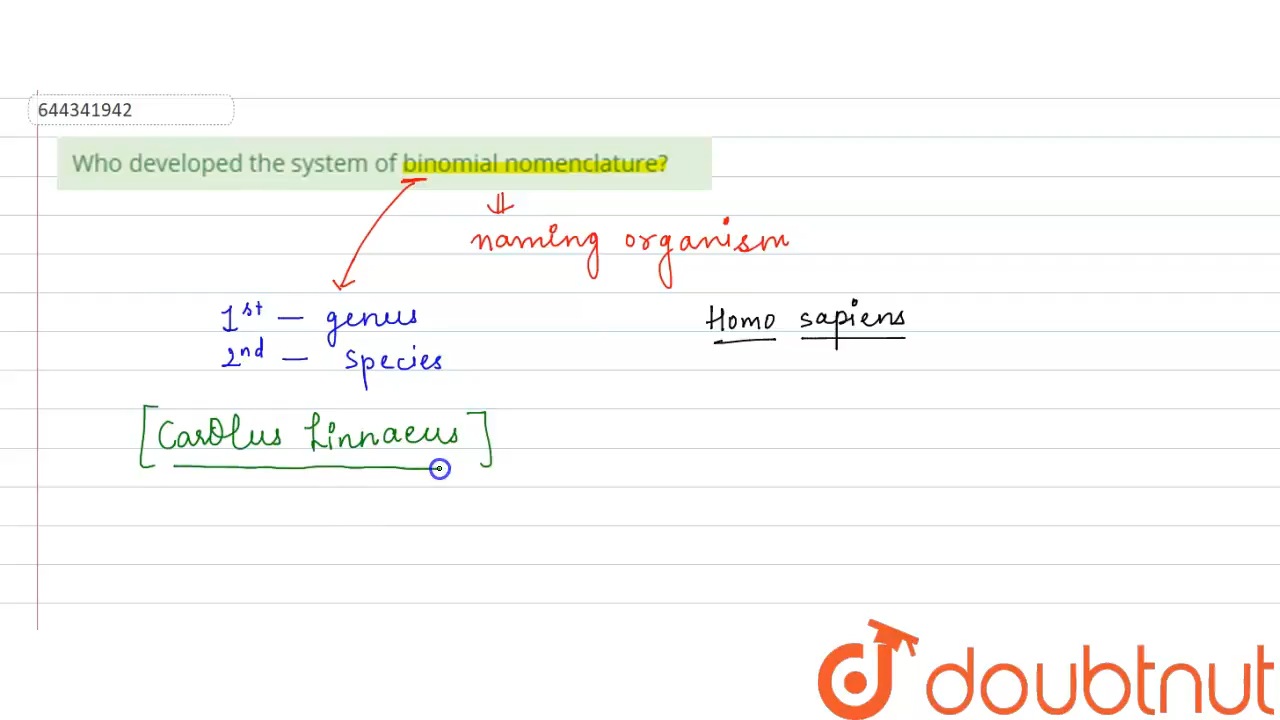 644341942
Who developed the system of binomial nomenclature?
naming organism
1st – genus Homo sapiens
2nd – Species
[Carolus Linnaeus]
doubtnut